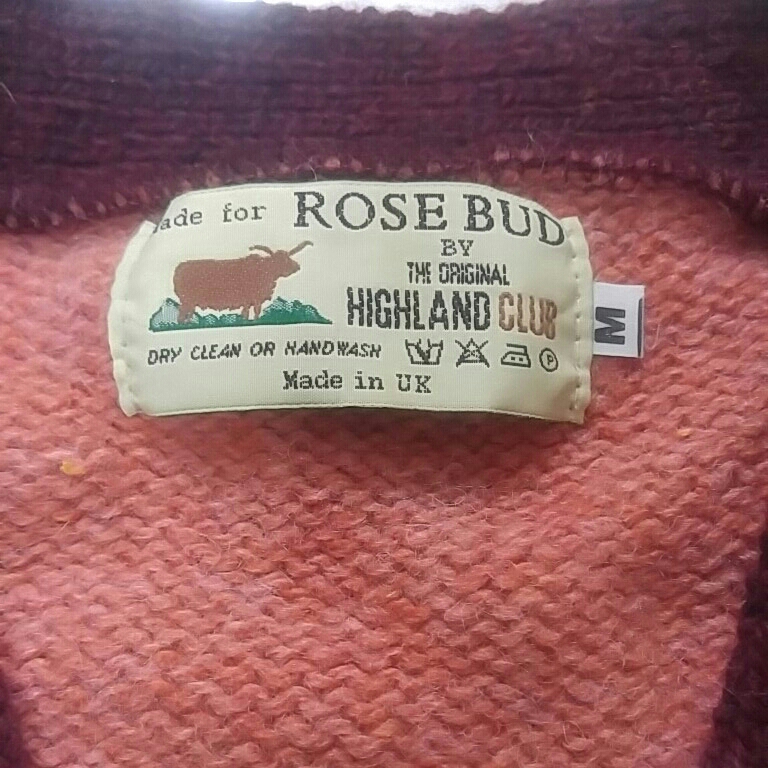 ade for ROSE BUD
BY
THE ORIGINAL
HIGHLAND CLUB
DRY CLEAN OR HANDWASH P
Made in UK
M